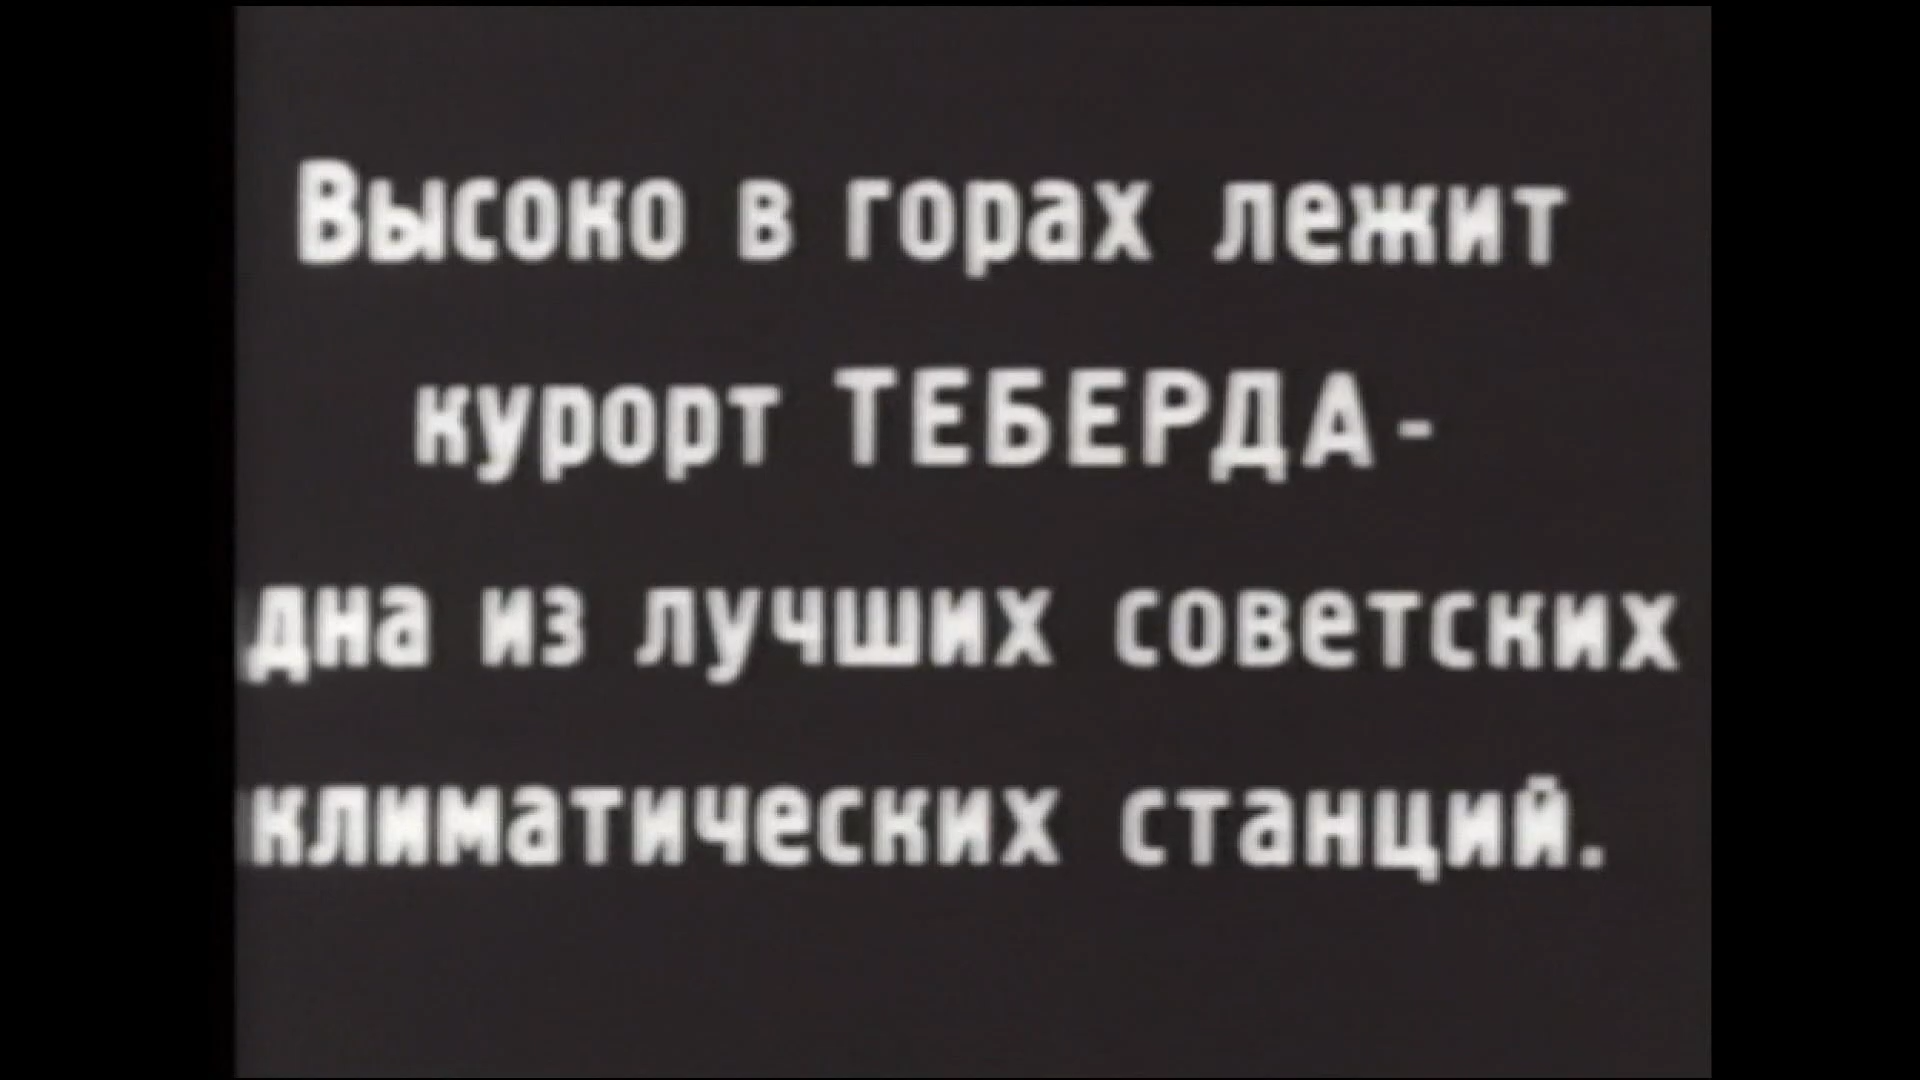 Высоко в горах лежит
курорт ТЕБЕРДА-
дна из лучших советских
климатических станций.